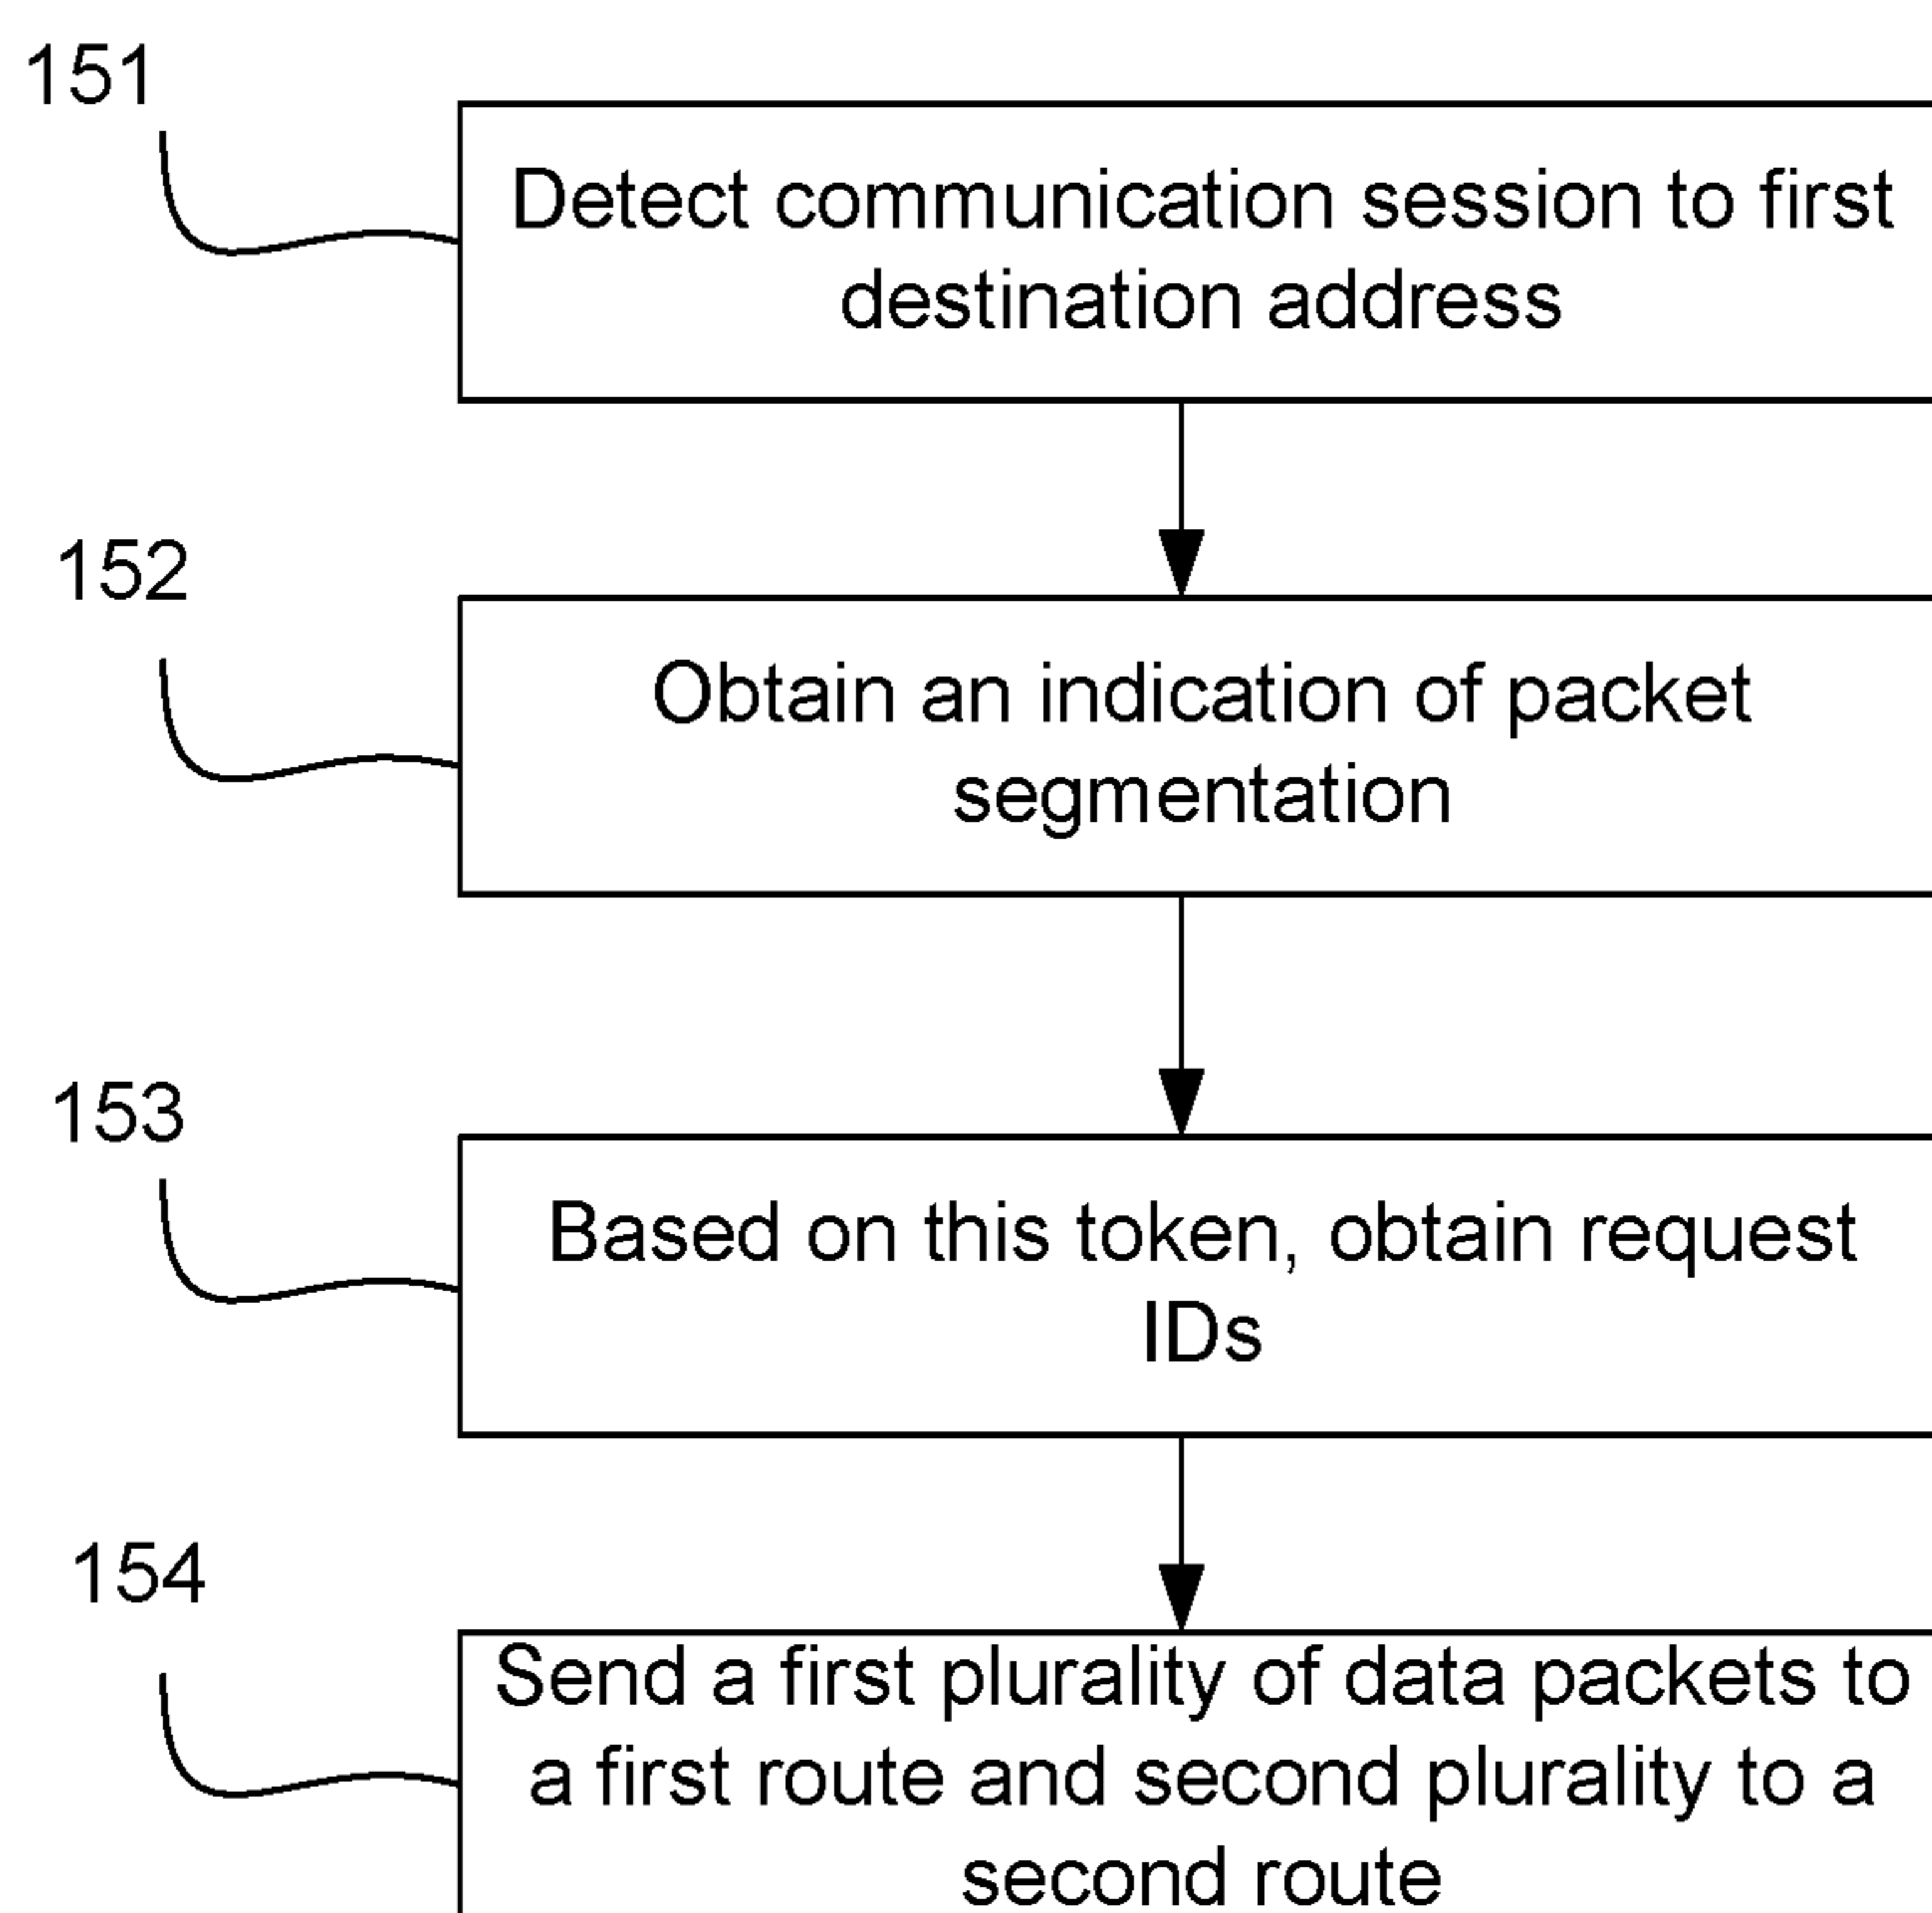 151
Detect communication session to first
destination address
152
Obtain an indication of packet
segmentation
153
Based on this token, obtain request
IDs
154
Send a first plurality of data packets to
a first route and second plurality to a
second route